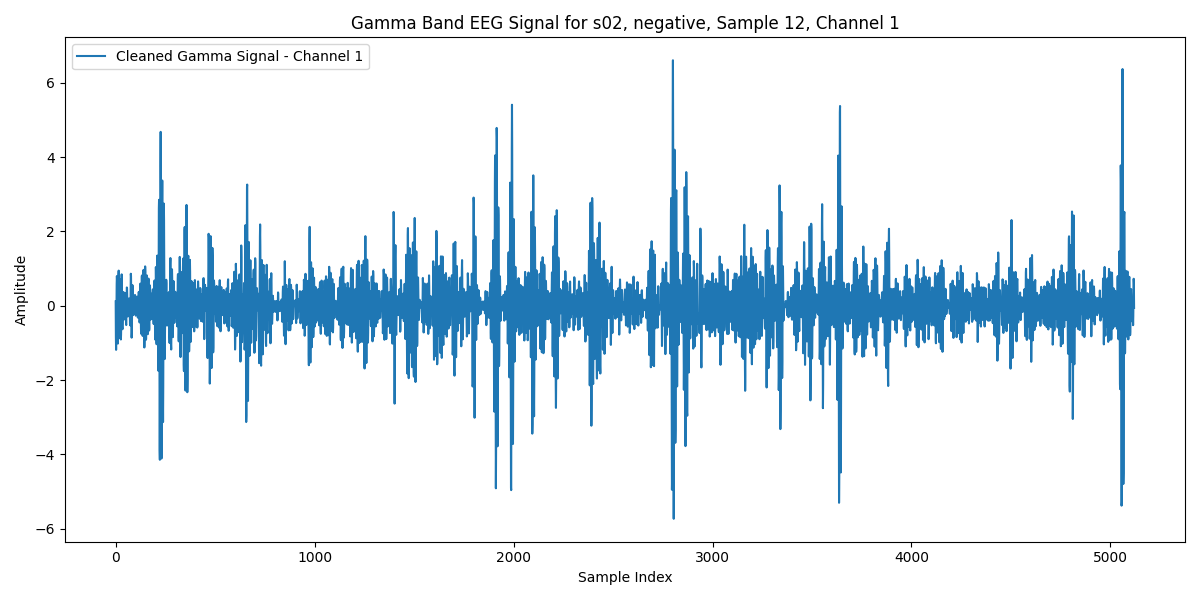 Gamma Band EEG Signal for s02, negative, Sample 12, Channel 1
Cleaned Gamma Signal - Channel 1
Amplitude
6
4
2
0
−2
−4
−6
0 1000 2000 3000 4000 5000
Sample Index